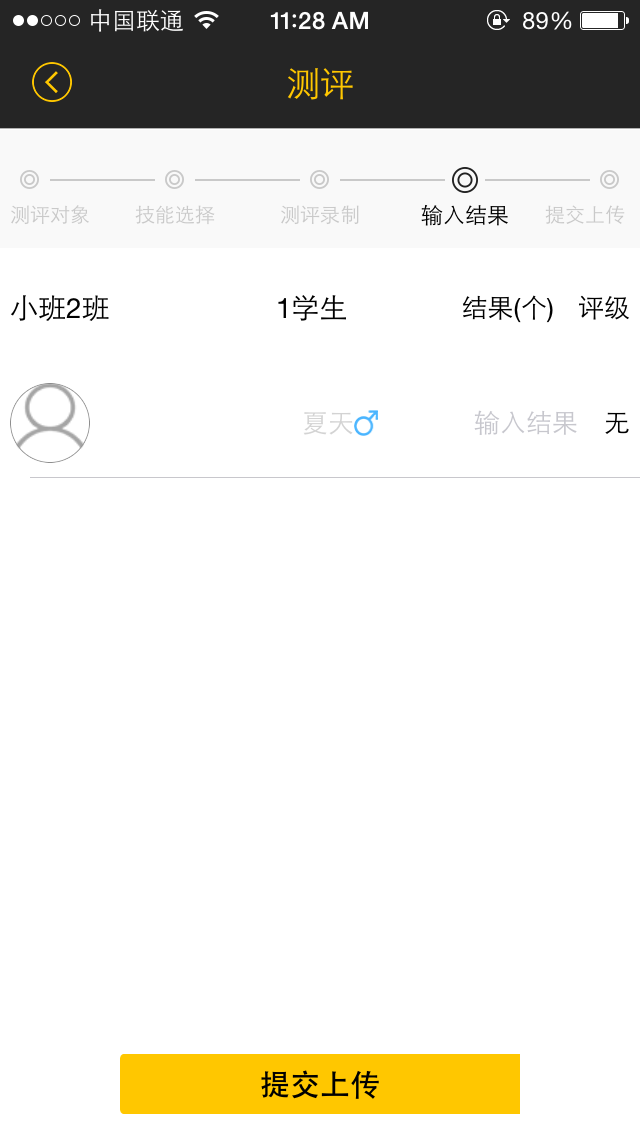 中国联通 11:28 AM 89%
测评
测评对象 技能选择 测评录制 输入结果 提交上传
小班2班 1学生 结果(个) 评级
夏天♂ 输入结果 无
提交上传